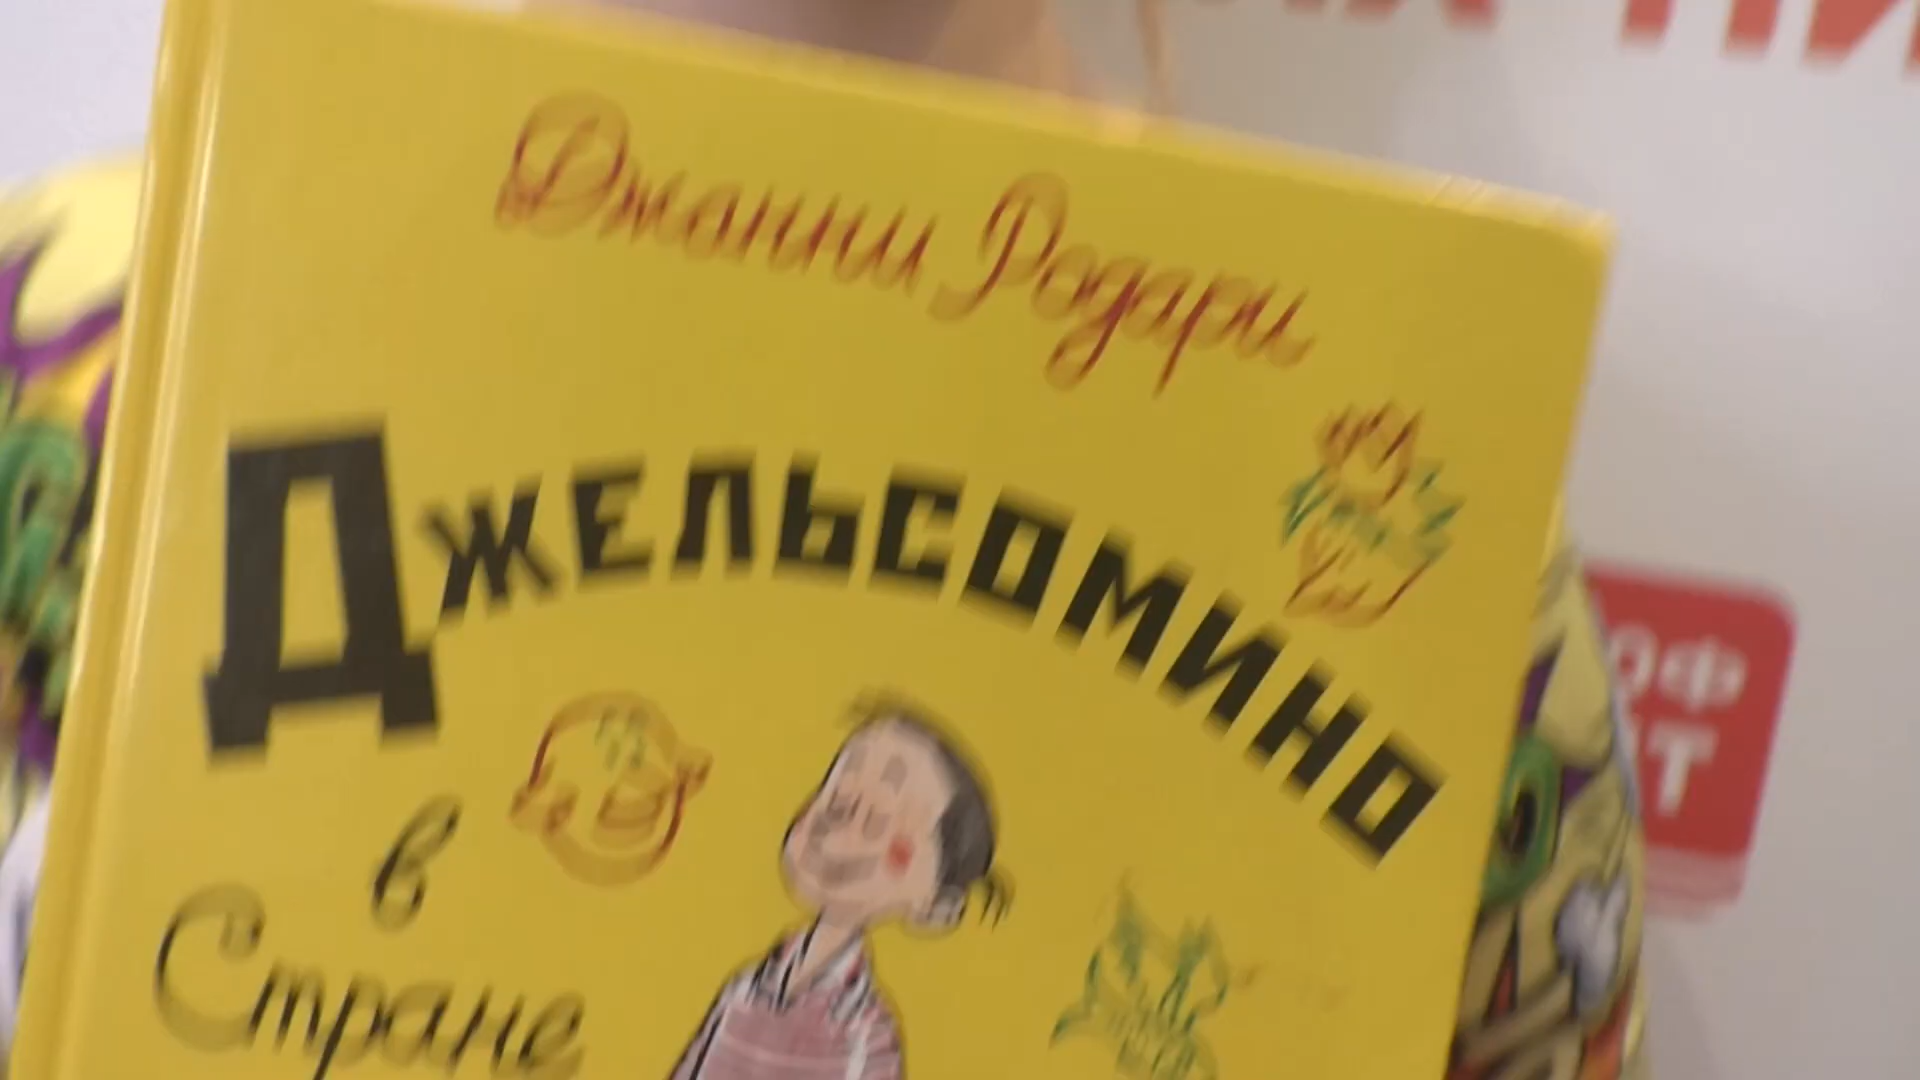 Джанни Родари
Джельсомино
в
Стране